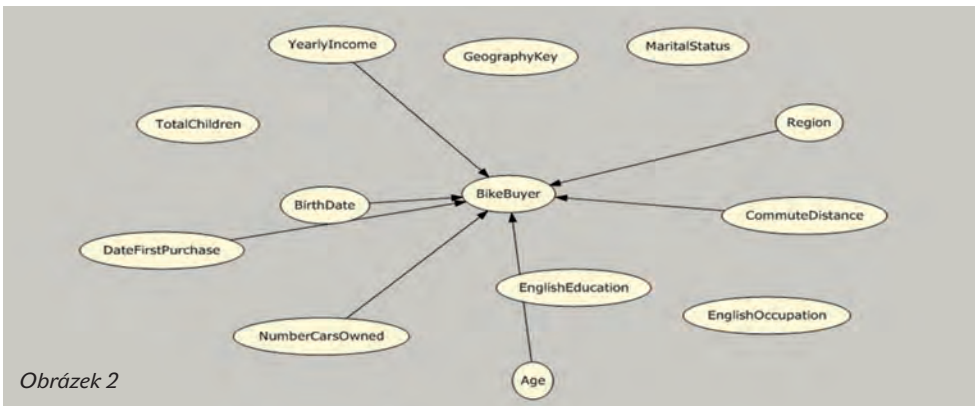 YearlyIncome
GeographyKey
MaritalStatus
TotalChildren
Region
BikeBuyer
BirthDate
CommuteDistance
DateFirstPurchase
EnglishEducation
EnglishOccupation
NumberCarsOwned
Age
Obrázek 2